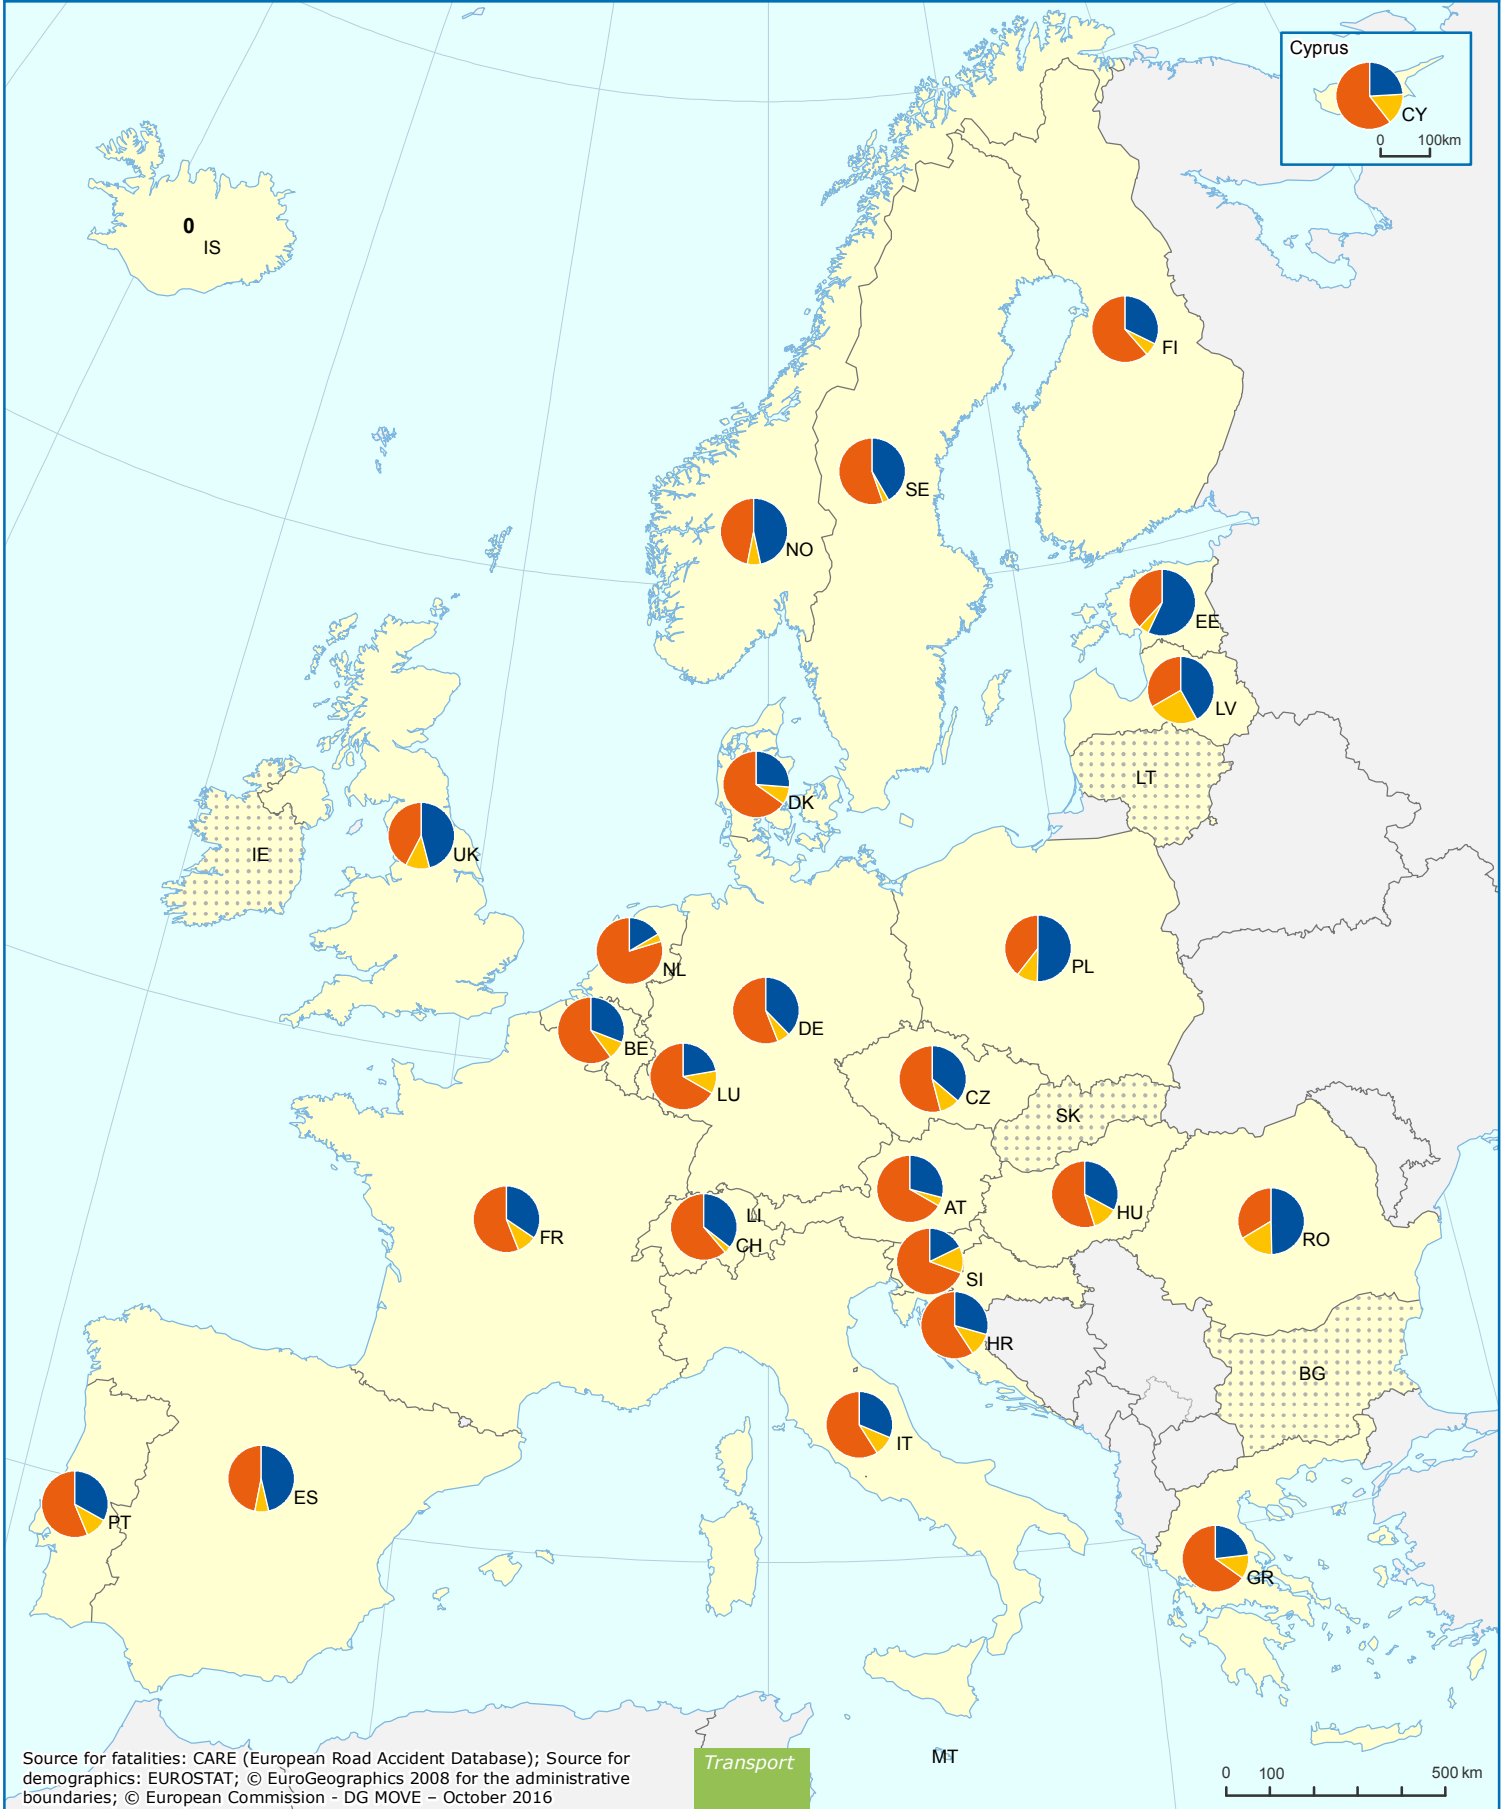 Cyprus
CY
0 100km
0
IS
FI
SE
NO
EE
LV
LT
DK
IE
UK
NL
PL
DE
BE
LU
CZ
SK
AT
HU
LI
FR
CH
RO
SI
HR
BG
IT
ES
PT
GR
MT
Source for fatalities: CARE (European Road Accident Database); Source for
demographics: EUROSTAT; © EuroGeographics 2008 for the administrative
boundaries; © European Commission - DG MOVE – October 2016
Transport
0 100 500 km